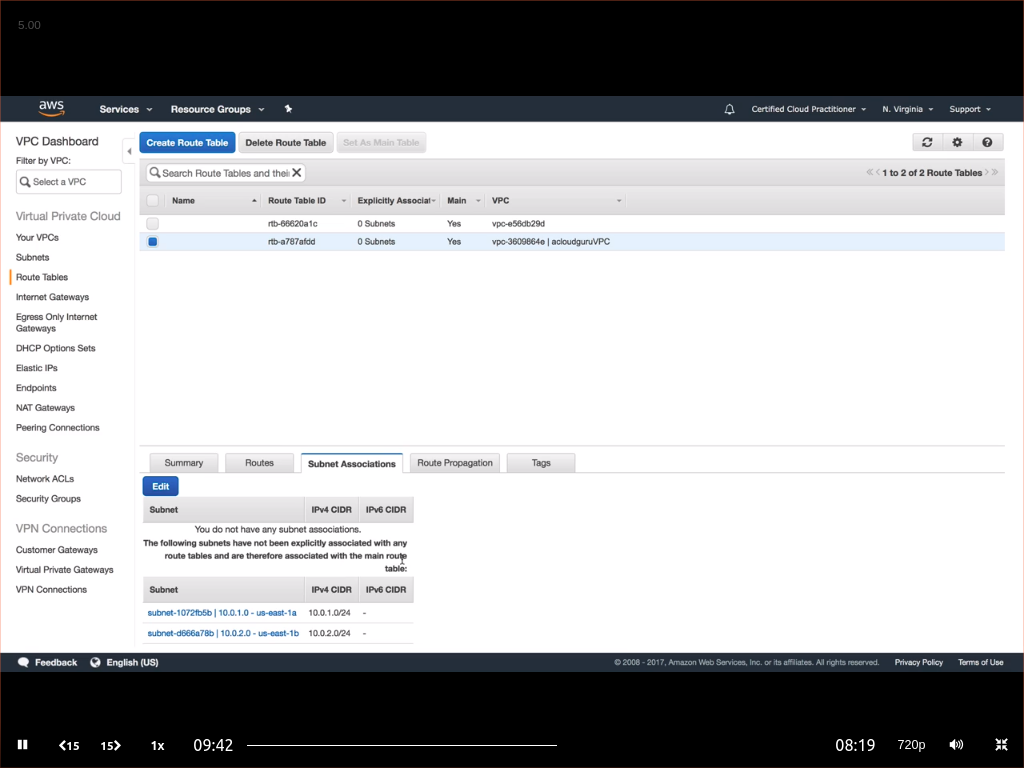 5.00
aws Services Resource Groups Certified Cloud Practitioner N. Virginia Support
VPC Dashboard
Filter by VPC:
Select a VPC
Virtual Private Cloud
Your VPCs
Subnets
Route Tables
Internet Gateways
Egress Only Internet
Gateways
DHCP Options Sets
Elastic IPs
Endpoints
NAT Gateways
Peering Connections
Security
Network ACLs
Security Groups
VPN Connections
Customer Gateways
Virtual Private Gateways
VPN Connections
Create Route Table Delete Route Table Set As Main Table
Search Route Tables and thei 1 to 2 of 2 Route Tables
Name Route Table ID Explicitly Associat Main VPC
rtb-66620a1c 0 Subnets Yes vpc-e56db29d
rtb-a787afdd 0 Subnets Yes vpc-3609864e | acloudguruVPC
Summary Routes Subnet Associations Route Propagation Tags
Edit
Subnet IPv4 CIDR IPv6 CIDR
You do not have any subnet associations.
The following subnets have not been explicitly associated with any
route tables and are therefore associated with the main route
table:
Subnet IPv4 CIDR IPv6 CIDR
subnet-1072fb5b | 10.0.1.0 - us-east-1a 10.0.1.0/24 -
subnet-d666a78b | 10.0.2.0 - us-east-1b 10.0.2.0/24 -
Feedback English (US) © 2008 - 2017, Amazon Web Services, Inc. or its affiliates. All rights reserved. Privacy Policy Terms of Use
15 15 1x 09:42 08:19 720p